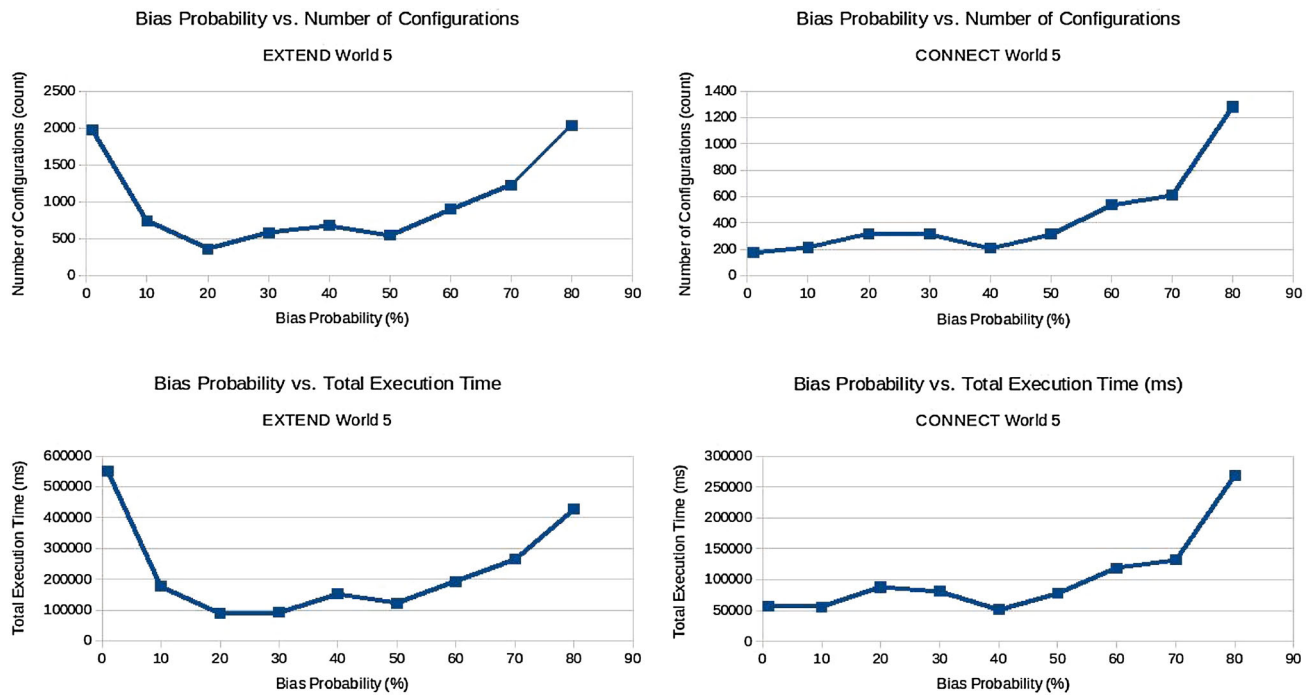 Bias Probability vs. Number of Configurations
EXTEND World 5
Number of Configurations (count)
2500
2000
1500
1000
500
0
0 10 20 30 40 50 60 70 80 90
Bias Probability (%)
Bias Probability vs. Number of Configurations
CONNECT World 5
Number of Configurations (count)
1400
1200
1000
800
600
400
200
0
0 10 20 30 40 50 60 70 80 90
Bias Probability (%)
Bias Probability vs. Total Execution Time
EXTEND World 5
Total Execution Time (ms)
600000
500000
400000
300000
200000
100000
0
0 10 20 30 40 50 60 70 80 90
Bias Probability (%)
Bias Probability vs. Total Execution Time (ms)
CONNECT World 5
Total Execution Time (ms)
300000
250000
200000
150000
100000
50000
0
0 10 20 30 40 50 60 70 80 90
Bias Probability (%)